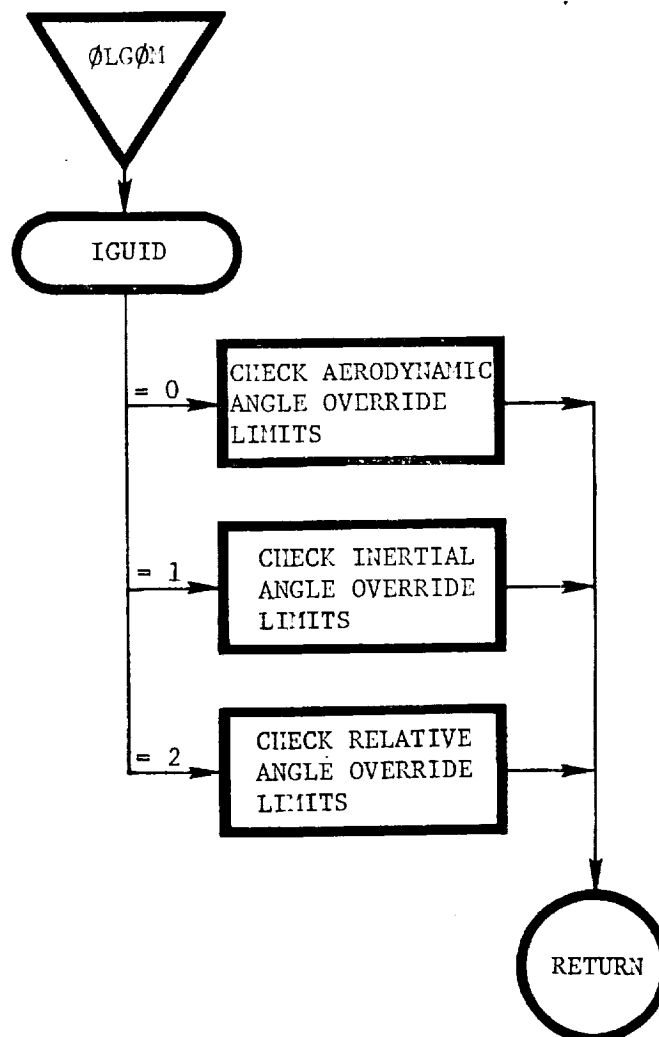 ØLGØM
IGUID
= 0
CHECK AERODYNAMIC
ANGLE OVERRIDE
LIMITS
= 1
CHECK INERTIAL
ANGLE OVERRIDE
LIMITS
= 2
CHECK RELATIVE
ANGLE OVERRIDE
LIMITS
RETURN